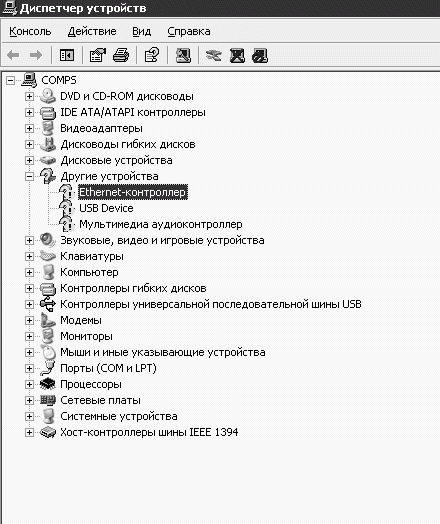 Диспетчер устройств
Консоль Действие Вид Справка
COMPS
DVD и CD-ROM дисководы
IDE ATA/ATAPI контроллеры
Видеоадаптеры
Дисководы гибких дисков
Дисковые устройства
Другие устройства
Ethernet-контроллер
USB Device
Мультимедиа аудиоконтроллер
Звуковые, видео и игровые устройства
Клавиатуры
Компьютер
Контроллеры гибких дисков
Контроллеры универсальной последовательной шины USB
Модемы
Мониторы
Мыши и иные указывающие устройства
Порты (COM и LPT)
Процессоры
Сетевые платы
Системные устройства
Хост-контроллеры шины IEEE 1394